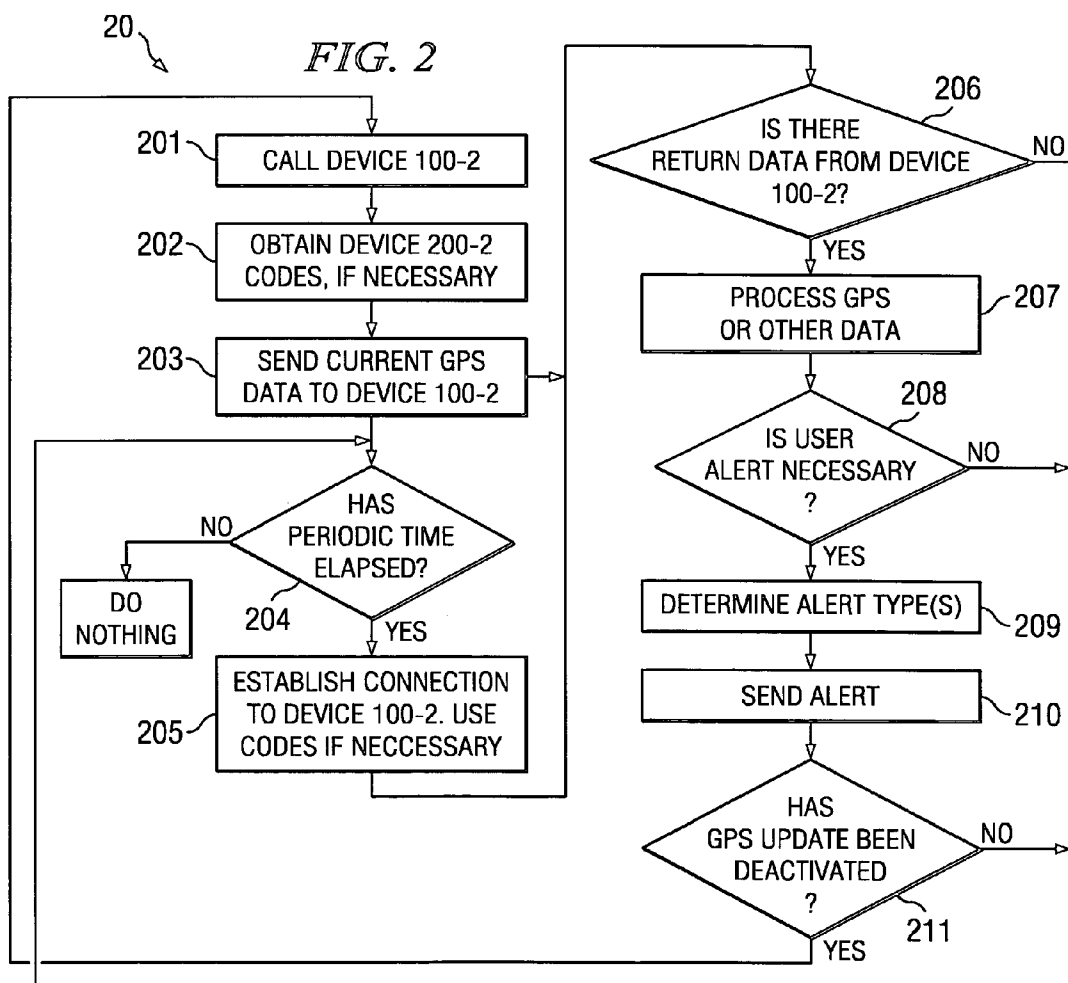 20
FIG. 2
201
CALL DEVICE 100-2
202
OBTAIN DEVICE 200-2
CODES, IF NECESSARY
203
SEND CURRENT GPS
DATA TO DEVICE 100-2
HAS
PERIODIC TIME
ELAPSED?
NO
204
YES
DO
NOTHING
205
ESTABLISH CONNECTION
TO DEVICE 100-2. USE
CODES IF NECCESSARY
206
IS THERE
RETURN DATA FROM DEVICE
100-2?
NO
YES
PROCESS GPS
OR OTHER DATA
207
208
IS USER
ALERT NECESSARY
?
NO
YES
DETERMINE ALERT TYPE(S)
209
SEND ALERT
210
HAS
GPS UPDATE BEEN
DEACTIVATED
?
NO
211
YES